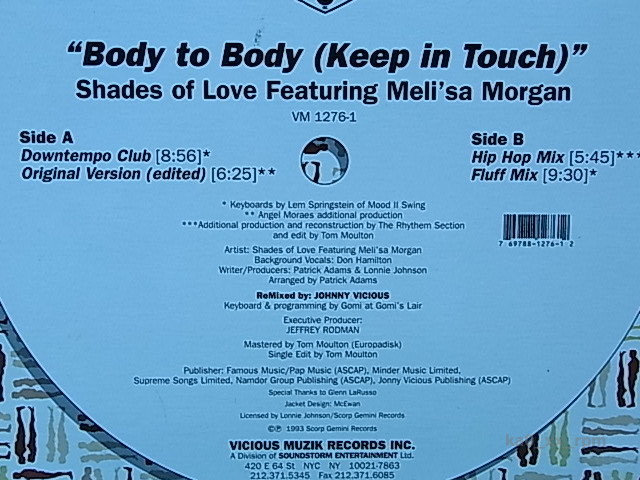 “Body to Body (Keep in Touch)”
Shades of Love Featuring Meli'sa Morgan
VM 1276-1
Side A
Downtempo Club [8:56]*
Original Version (edited) [6:25]**
Side B
Hip Hop Mix [5:45]***
Fluff Mix [9:30]*
* Keyboards by Lem Springstein of Mood II Swing
** Angel Moraes additional production
***Additional production and reconstruction by The Rhythem Section
and edit by Tom Moulton
7 69788-1276-1 2
Artist: Shades of Love Featuring Meli'sa Morgan
Background Vocals: Don Hamilton
Writer/Producers: Patrick Adams & Lonnie Johnson
Arranged by Patrick Adams
ReMixed by: JOHNNY VICIOUS
Keyboard & programming by Gomi at Gomi's Lair
Executive Producer:
JEFFREY RODMAN
Mastered by Tom Moulton (Europadisk)
Single Edit by Tom Moulton
Publisher: Famous Music/Pap Music (ASCAP), Minder Music Limited,
Supreme Songs Limited, Namdor Group Publishing (ASCAP), Jonny Vicious Publishing (ASCAP)
Special Thanks to Glenn LaRusso
Jacket Design: McEwan
Licensed by Lonnie Johnson/Scorp Gemini Records
©℗ 1993 Scorp Gemini Records
VICIOUS MUZIK RECORDS INC.
A Division of SOUNDSTORM ENTERTAINMENT Ltd.
420 E 64 St NYC NY 10021-7863
212.371.5345 Fax 212.371.6085